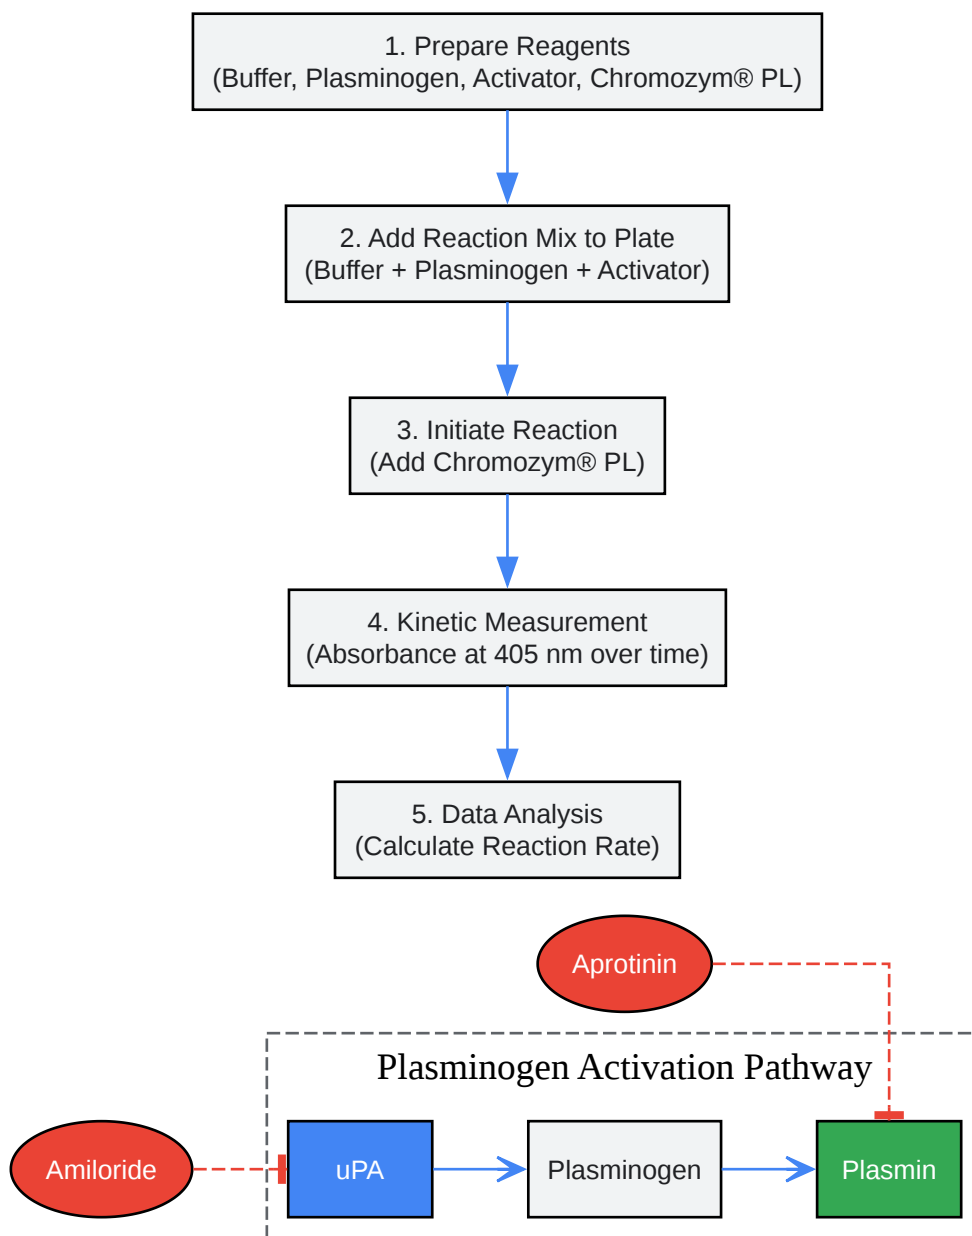 1. Prepare Reagents
(Buffer, Plasminogen, Activator, Chromozym® PL)
2. Add Reaction Mix to Plate
(Buffer + Plasminogen + Activator)
3. Initiate Reaction
(Add Chromozym® PL)
4. Kinetic Measurement
(Absorbance at 405 nm over time)
5. Data Analysis
(Calculate Reaction Rate)
Aprotinin
Plasminogen Activation Pathway
Amiloride
uPA
Plasminogen
Plasmin